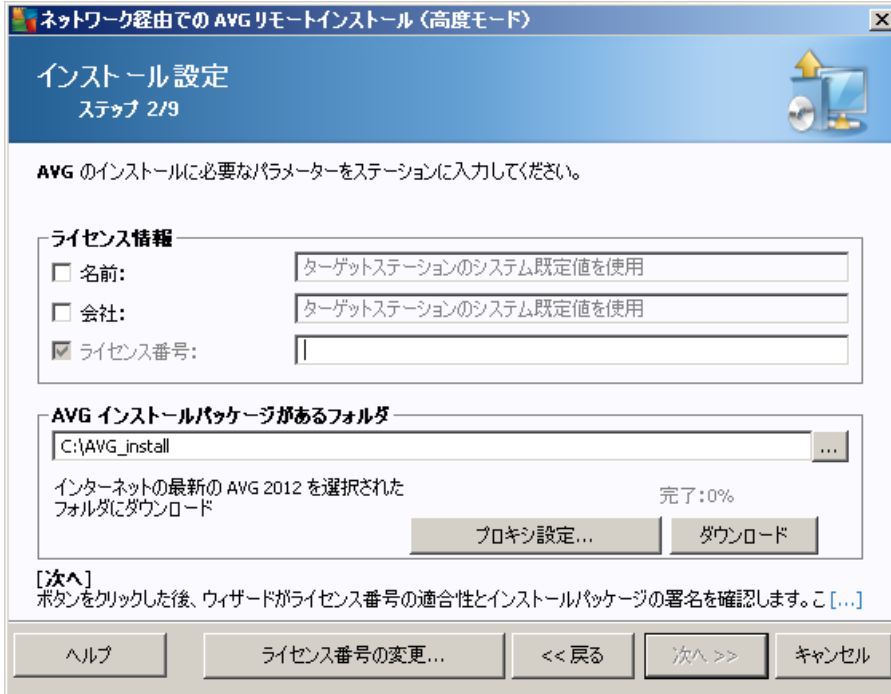 ネットワーク経由での AVG リモートインストール (高度モード)
インストール設定
ステップ 2/9
AVG のインストールに必要なパラメーターをステーションに入力してください。
ライセンス情報
名前:
ターゲットステーションのシステム既定値を使用
会社:
ターゲットステーションのシステム既定値を使用
ライセンス番号:
AVG インストールパッケージがあるフォルダ
C:\AVG_install
...
インターネットの最新の AVG 2012 を選択された
フォルダにダウンロード
完了:0%
プロキシ設定...
ダウンロード
[次へ]
ボタンをクリックした後、ウィザードがライセンス番号の適合性とインストールパッケージの署名を確認します。こ [...]
ヘルプ
ライセンス番号の変更...
<< 戻る
次へ >>
キャンセル